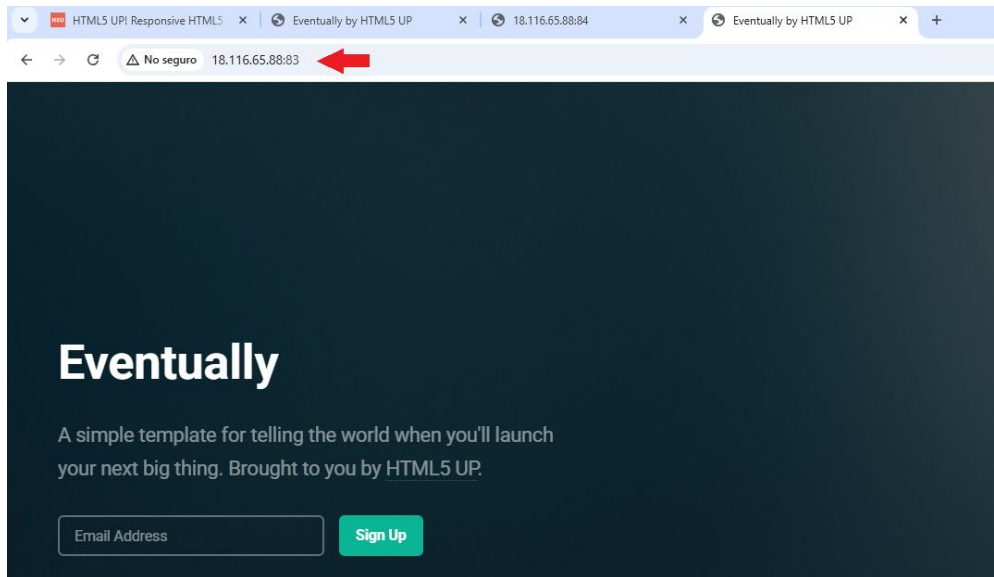 HTML5 UP! Responsive HTML5
Eventually by HTML5 UP
18.116.65.88:84
Eventually by HTML5 UP
No seguro
18.116.65.88:83
Eventually
A simple template for telling the world when you'll launch
your next big thing. Brought to you by HTML5 UP.
Email Address
Sign Up